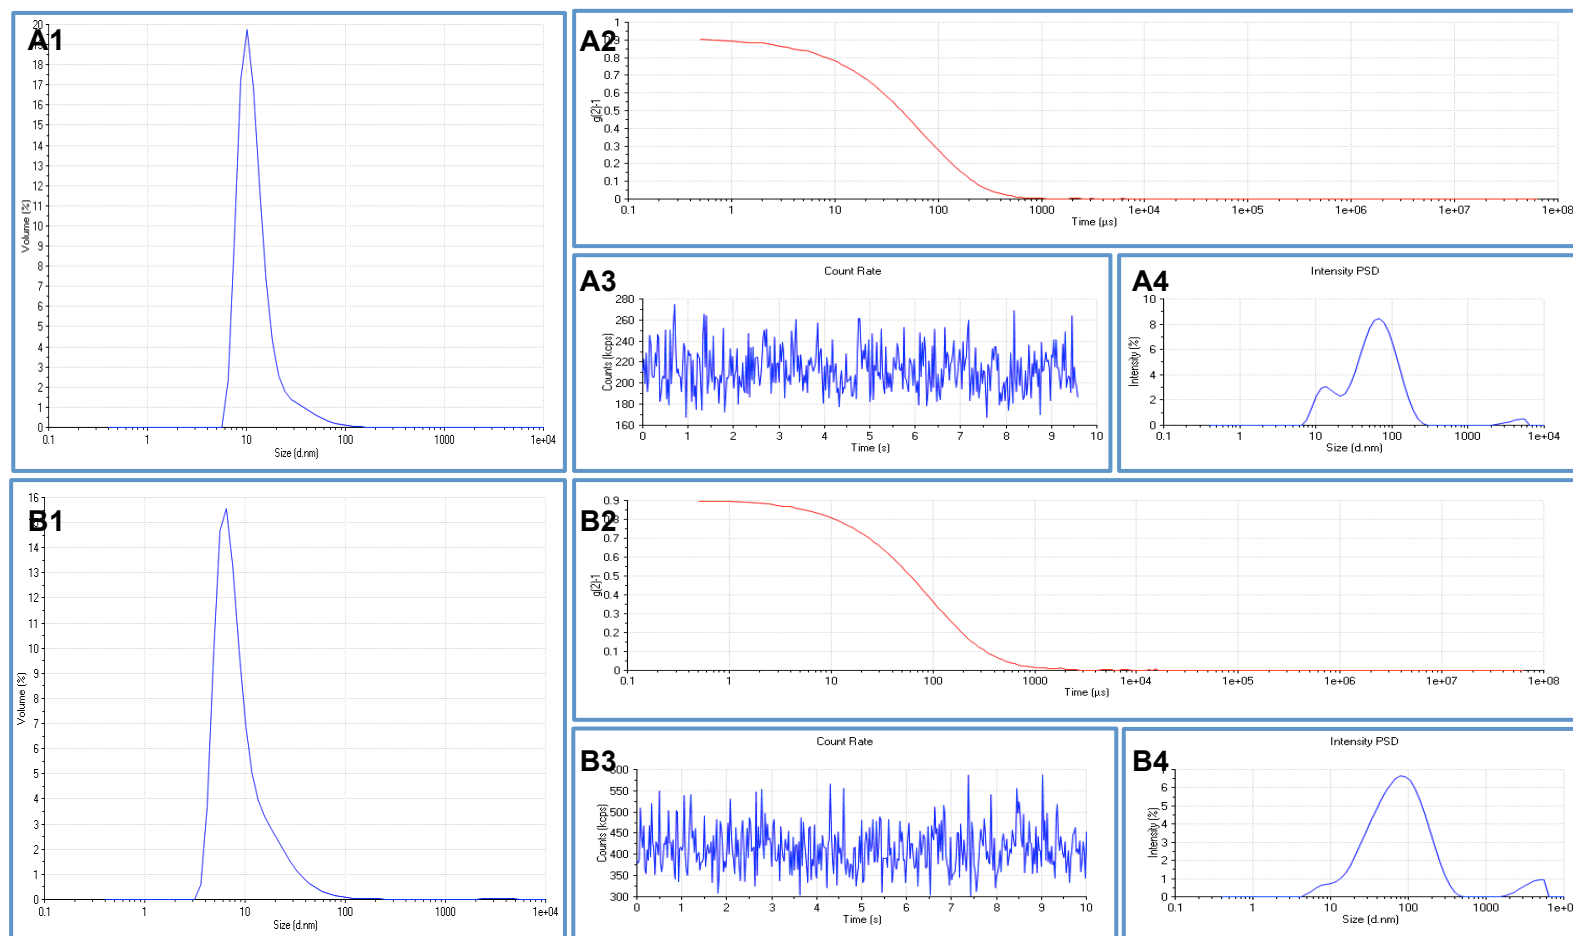 A1
20
19
18
17
16
15
14
13
12
11
10
9
8
7
6
5
4
3
2
1
0
Volume (%)
0.1 1 10 100 1000 1e+04
Size (d.nm)
A2
1
0.9
0.8
0.7
0.6
0.5
0.4
0.3
0.2
0.1
0
g(2)-1
0.1 1 10 100 1000 1e+04 1e+05 1e+06 1e+07 1e+08
Time (µs)
A3
Count Rate
280
260
240
220
200
180
160
Counts (kcps)
0 1 2 3 4 5 6 7 8 9 10
Time (s)
A4
Intensity PSD
10
8
6
4
2
0
Intensity (%)
0.1 1 10 100 1000 1e+04
Size (d.nm)
B1
16
14
13
12
11
10
9
8
7
6
5
4
3
2
1
0
Volume (%)
0.1 1 10 100 1000 1e+04
Size (d.nm)
B2
0.9
0.7
0.6
0.5
0.4
0.3
0.2
0.1
0
g(2)-1
0.1 1 10 100 1000 1e+04 1e+05 1e+06 1e+07 1e+08
Time (µs)
B3
Count Rate
600
550
500
450
400
350
300
Counts (kcps)
0 1 2 3 4 5 6 7 8 9 10
Time (s)
B4
Intensity PSD
7
6
5
4
3
2
1
0
Intensity (%)
0.1 1 10 100 1000 1e+0
Size (d.nm)